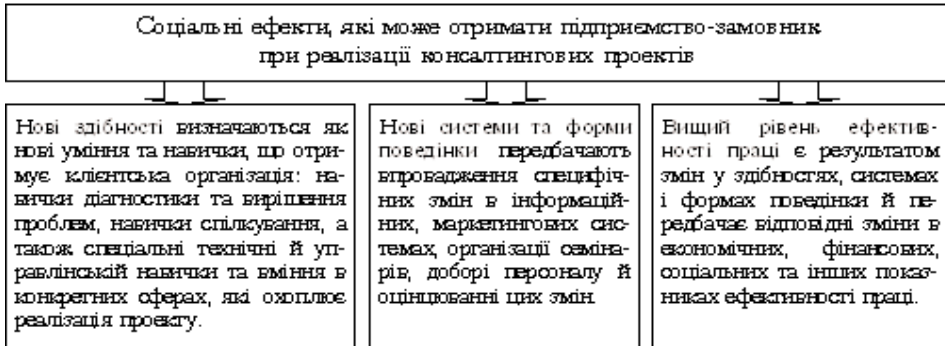 Соціальні ефекти, які може отримати підприємство-замовник
при реалізації консалтингових проектів
Нові здібності визначаються як
нові уміння та навички, що отри-
мує клієнтська організація: на-
вички діагностики та вирішення
проблем, навички спілкування, а
також спеціальні технічні й уп-
равлінській навички та вміння в
конкретних сферах, які охоплює
реалізація проекту.
Нові системи та форми
поведінки передбачають
впровадження специфіч-
них змін в інформацій-
них, маркетингових сис-
темах, організації семіна-
рів, доборі персоналу й
оцінцюванні цих змін.
Вищий рівень ефектив-
ності праці є результатом
змін у здібностях, системах
і формах поведінки й пе-
редбачає відповідні зміни в
економічних, фінансових,
соціальних та інших показ-
никах ефективності праці.